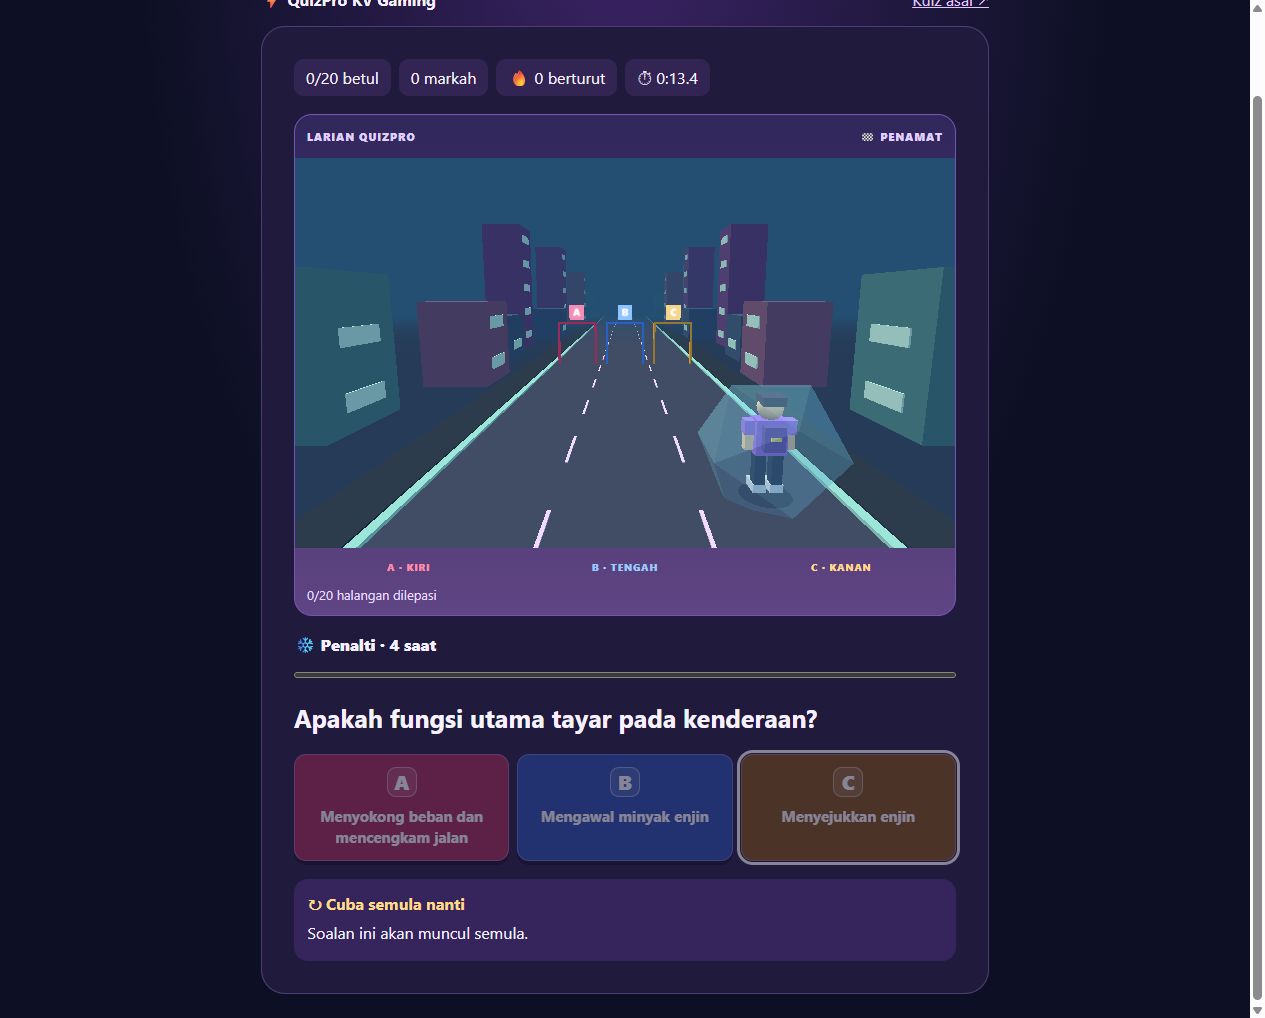 QuizPro KV Gaming
Kuiz asal ↗
0/20 betul
0 markah
🔥 0 berturut
⏱ 0:13.4
LARIAN QUIZPRO
🏁 PENAMAT
A
B
C
A · KIRI
B · TENGAH
C · KANAN
0/20 halangan dilepasi
❄️ Penalti · 4 saat
Apakah fungsi utama tayar pada kenderaan?
A
Menyokong beban dan
mencengkam jalan
B
Mengawal minyak enjin
C
Menyejukkan enjin
↻ Cuba semula nanti
Soalan ini akan muncul semula.